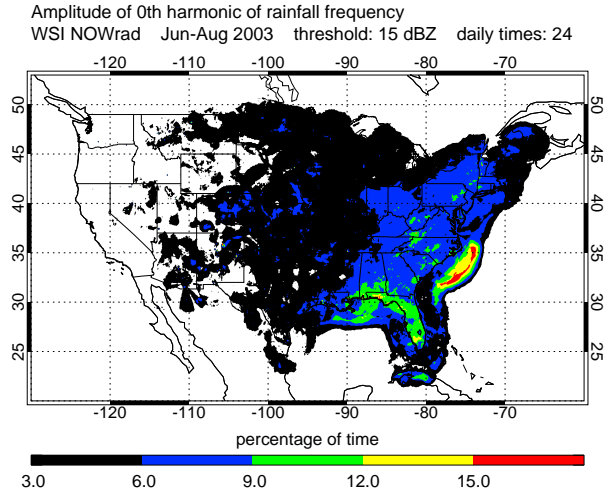 Amplitude of 0th harmonic of rainfall frequency
WSI NOWrad Jun-Aug 2003 threshold: 15 dBZ daily times: 24
-120 -110 -100 -90 -80 -70
50 50
45 45
40 40
35 35
30 30
25 25
-120 -110 -100 -90 -80 -70
percentage of time
3.0 6.0 9.0 12.0 15.0